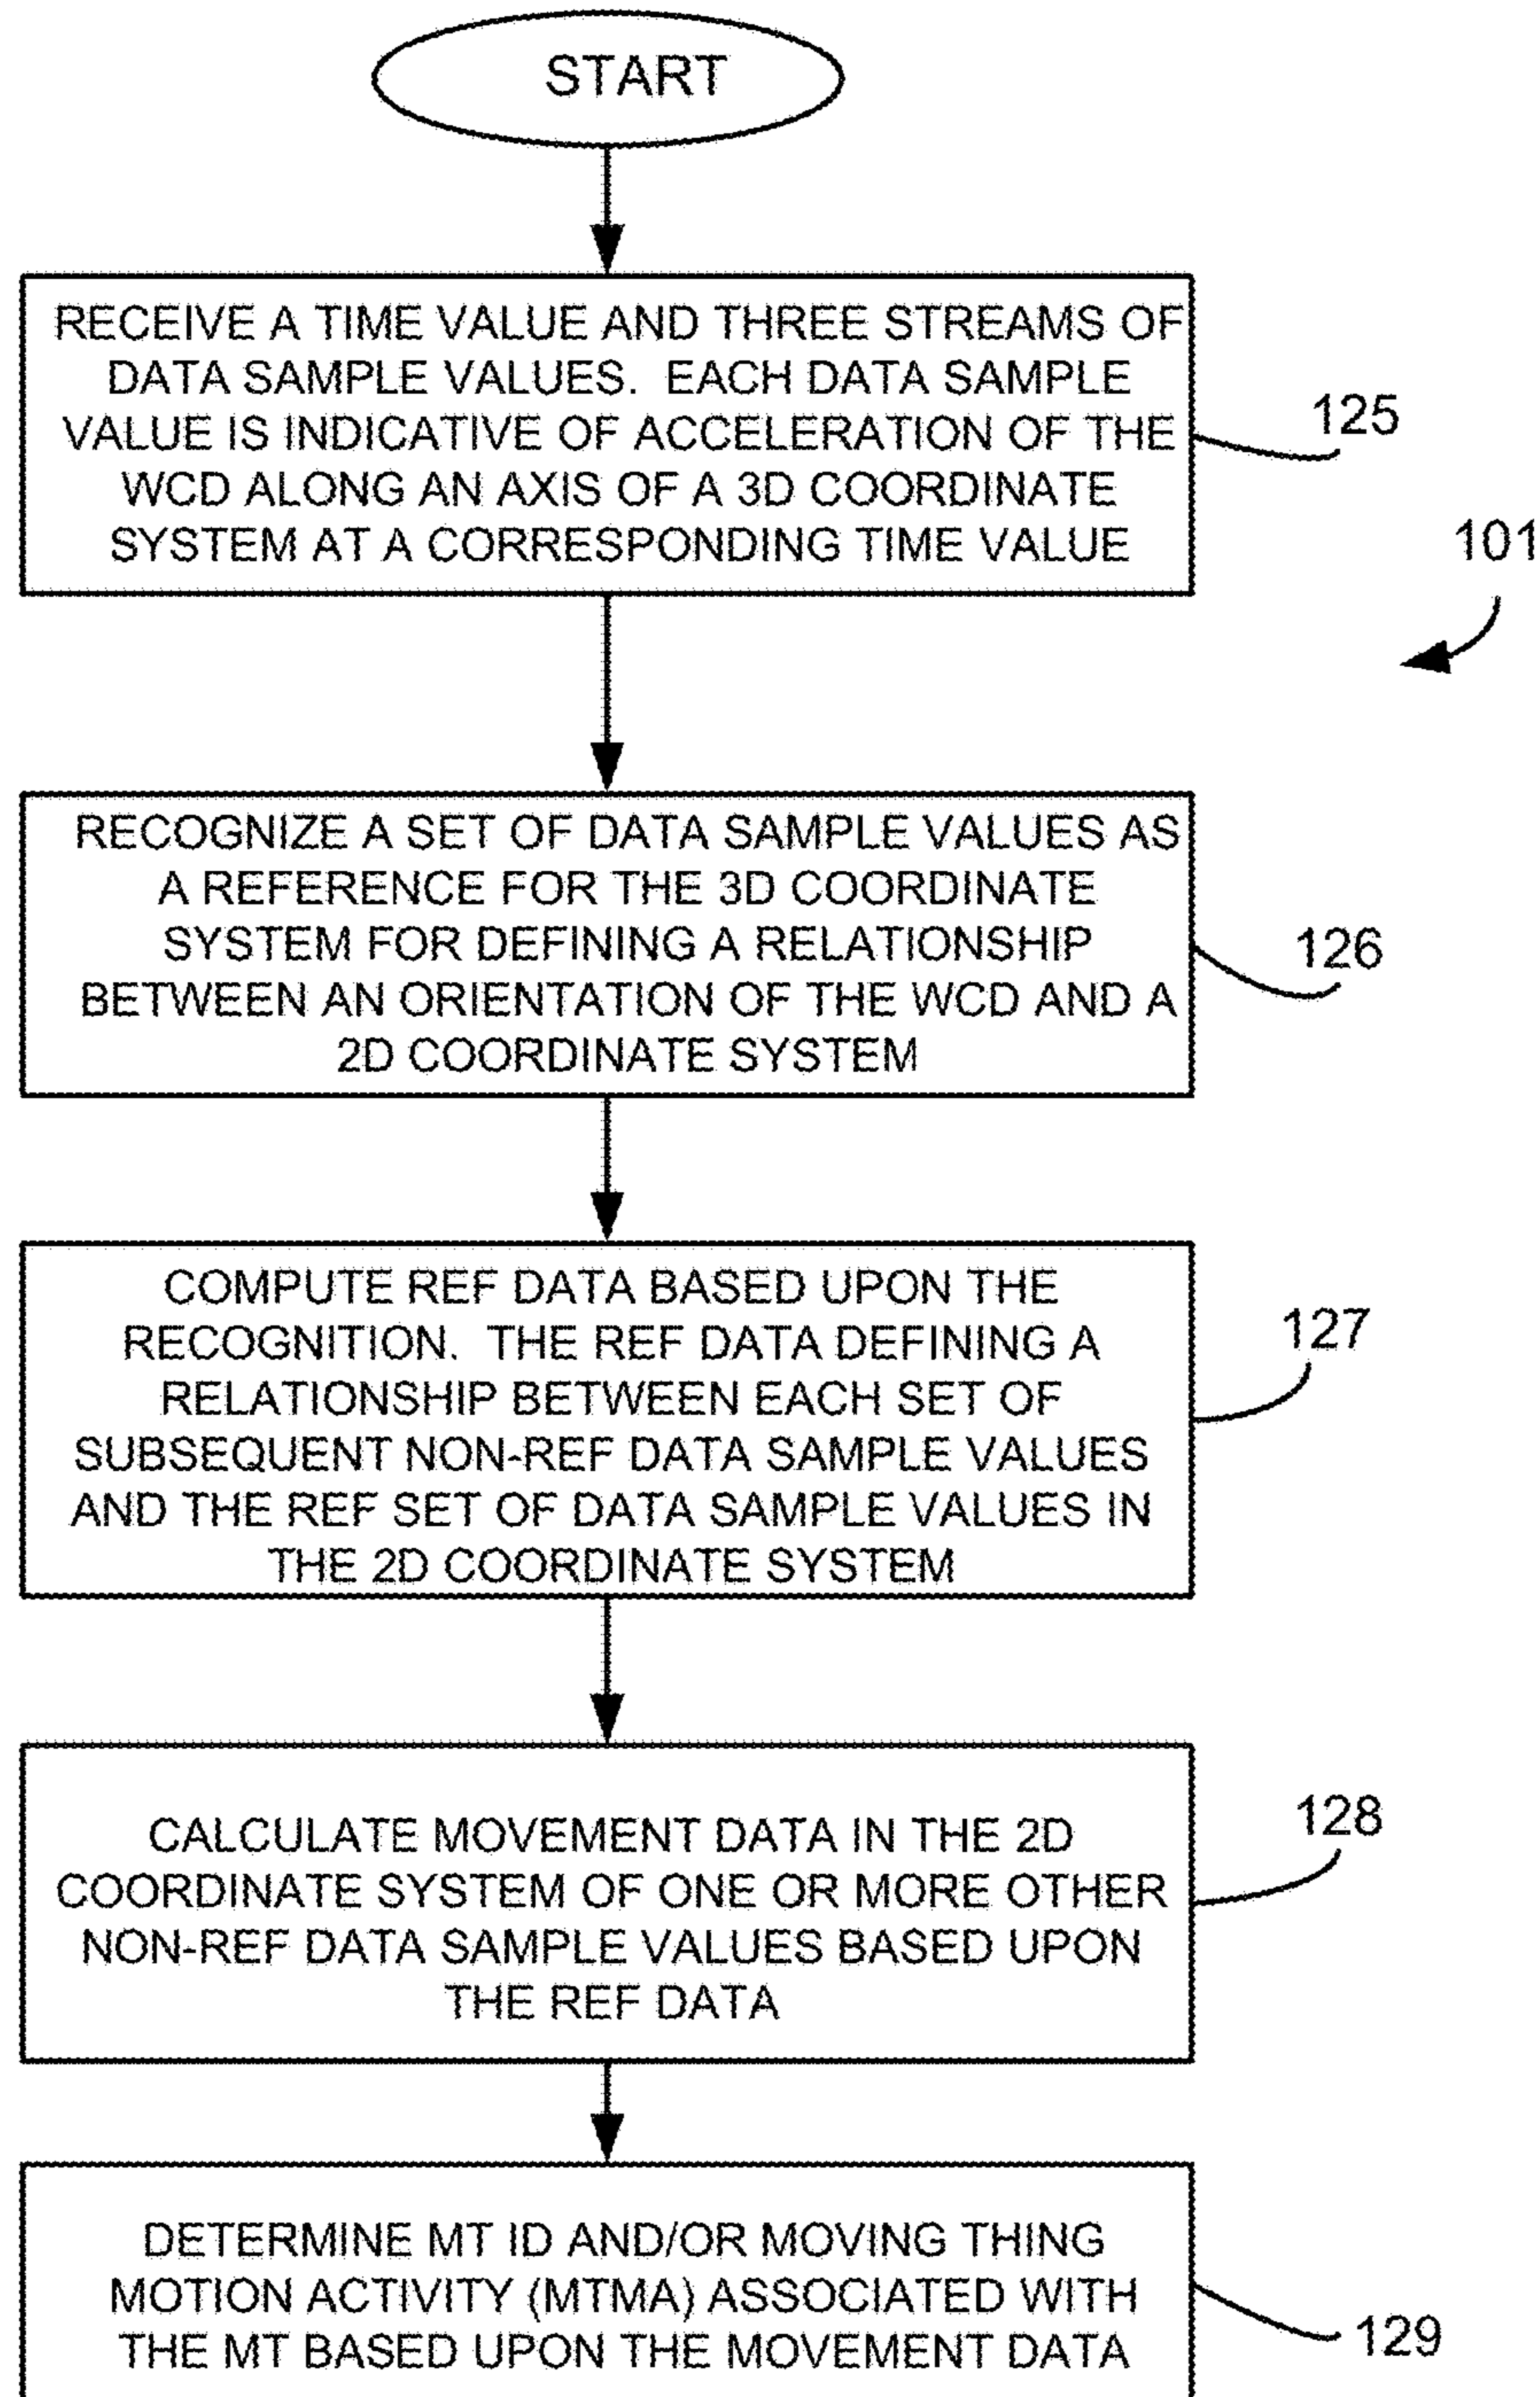 START
RECEIVE A TIME VALUE AND THREE STREAMS OF
DATA SAMPLE VALUES. EACH DATA SAMPLE
VALUE IS INDICATIVE OF ACCELERATION OF THE
WCD ALONG AN AXIS OF A 3D COORDINATE
SYSTEM AT A CORRESPONDING TIME VALUE
125
101
RECOGNIZE A SET OF DATA SAMPLE VALUES AS
A REFERENCE FOR THE 3D COORDINATE
SYSTEM FOR DEFINING A RELATIONSHIP
BETWEEN AN ORIENTATION OF THE WCD AND A
2D COORDINATE SYSTEM
126
COMPUTE REF DATA BASED UPON THE
RECOGNITION. THE REF DATA DEFINING A
RELATIONSHIP BETWEEN EACH SET OF
SUBSEQUENT NON-REF DATA SAMPLE VALUES
AND THE REF SET OF DATA SAMPLE VALUES IN
THE 2D COORDINATE SYSTEM
127
CALCULATE MOVEMENT DATA IN THE 2D
COORDINATE SYSTEM OF ONE OR MORE OTHER
NON-REF DATA SAMPLE VALUES BASED UPON
THE REF DATA
128
DETERMINE MT ID AND/OR MOVING THING
MOTION ACTIVITY (MTMA) ASSOCIATED WITH
THE MT BASED UPON THE MOVEMENT DATA
129